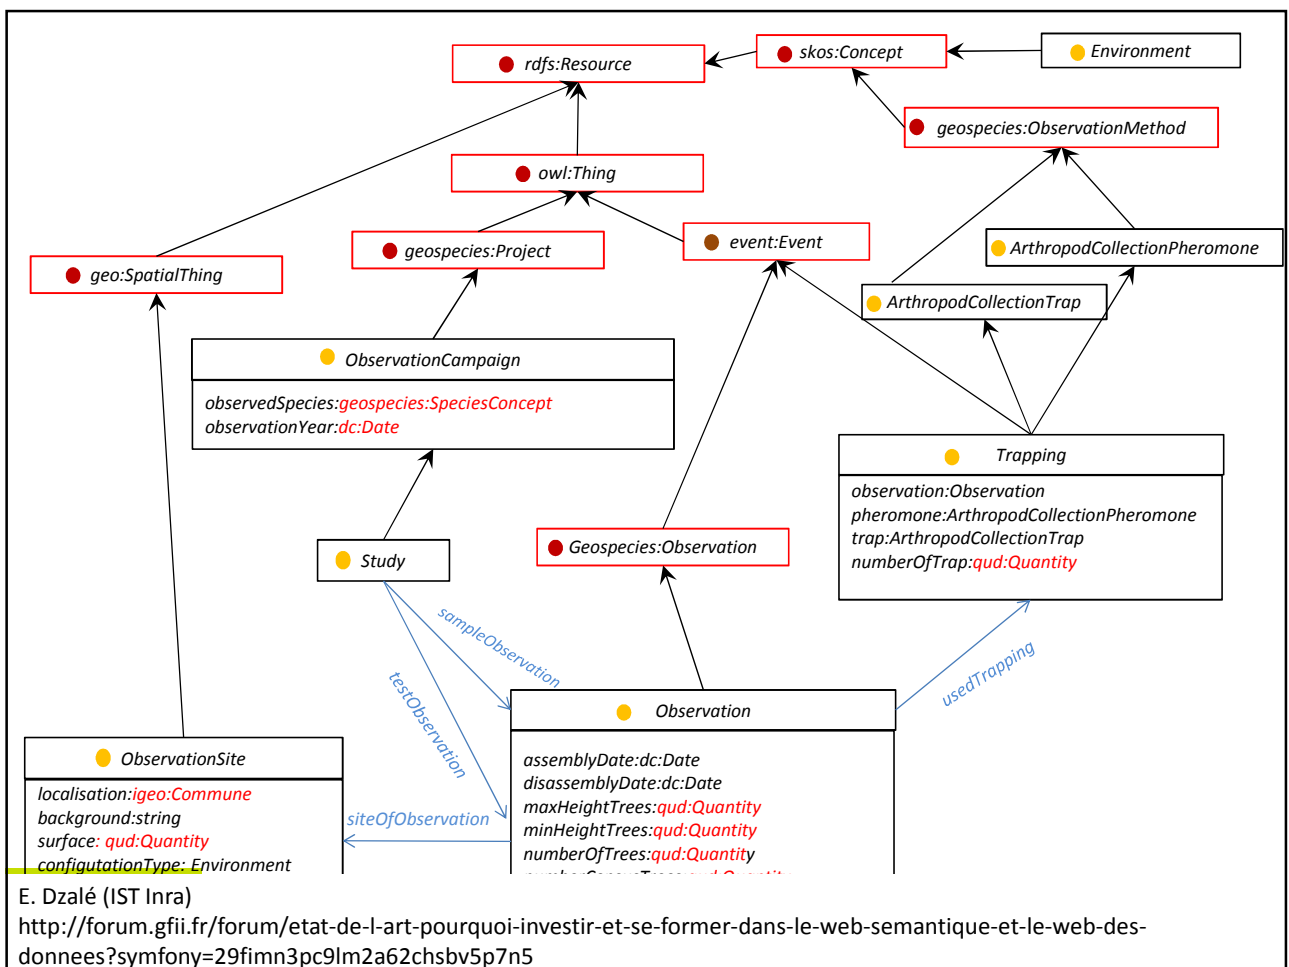 rdfs:Resource
skos:Concept
Environment
geospecies:ObservationMethod
owl:Thing
geospecies:Project
event:Event
ArthropodCollectionPheromone
geo:SpatialThing
ArthropodCollectionTrap
ObservationCampaign
observedSpecies:geospecies:SpeciesConcept
observationYear:dc:Date
Trapping
observation:Observation
pheromone:ArthropodCollectionPheromone
trap:ArthropodCollectionTrap
numberOfTrap:qud:Quantity
Study
Geospecies:Observation
sampleObservation
testObservation
usedTrapping
Observation
assemblyDate:dc:Date
disassemblyDate:dc:Date
maxHeightTrees:qud:Quantity
minHeightTrees:qud:Quantity
numberOfTrees:qud:Quantity
siteOfObservation
ObservationSite
localisation:igeo:Commune
background:string
surface: qud:Quantity
configutationType: Environment
E. Dzalé (IST Inra)
http://forum.gfii.fr/forum/etat-de-l-art-pourquoi-investir-et-se-former-dans-le-web-semantique-et-le-web-des-
donnees?symfony=29fimn3pc9lm2a62chsbv5p7n5